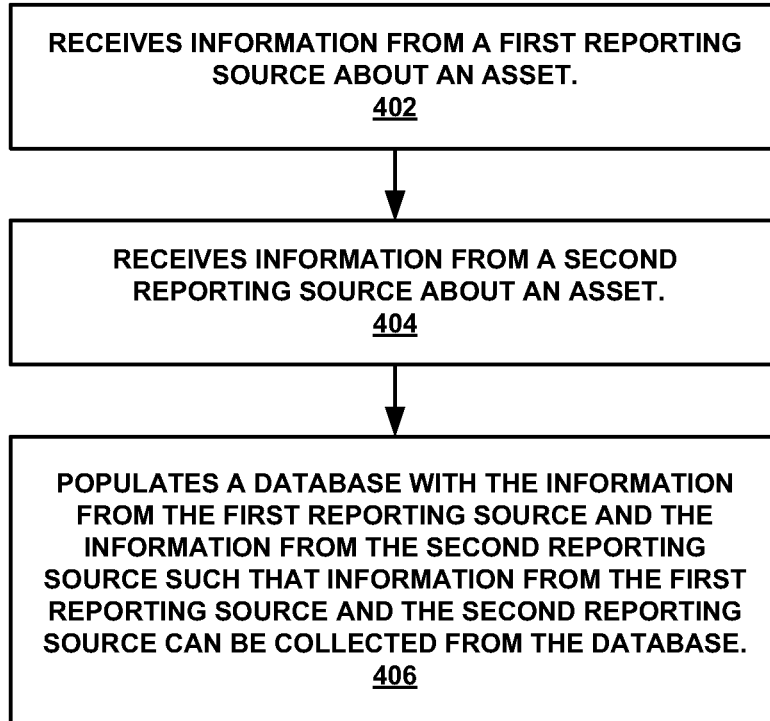 RECEIVES INFORMATION FROM A FIRST REPORTING
SOURCE ABOUT AN ASSET.
402
RECEIVES INFORMATION FROM A SECOND
REPORTING SOURCE ABOUT AN ASSET.
404
POPULATES A DATABASE WITH THE INFORMATION
FROM THE FIRST REPORTING SOURCE AND THE
INFORMATION FROM THE SECOND REPORTING
SOURCE SUCH THAT INFORMATION FROM THE FIRST
REPORTING SOURCE AND THE SECOND REPORTING
SOURCE CAN BE COLLECTED FROM THE DATABASE.
406